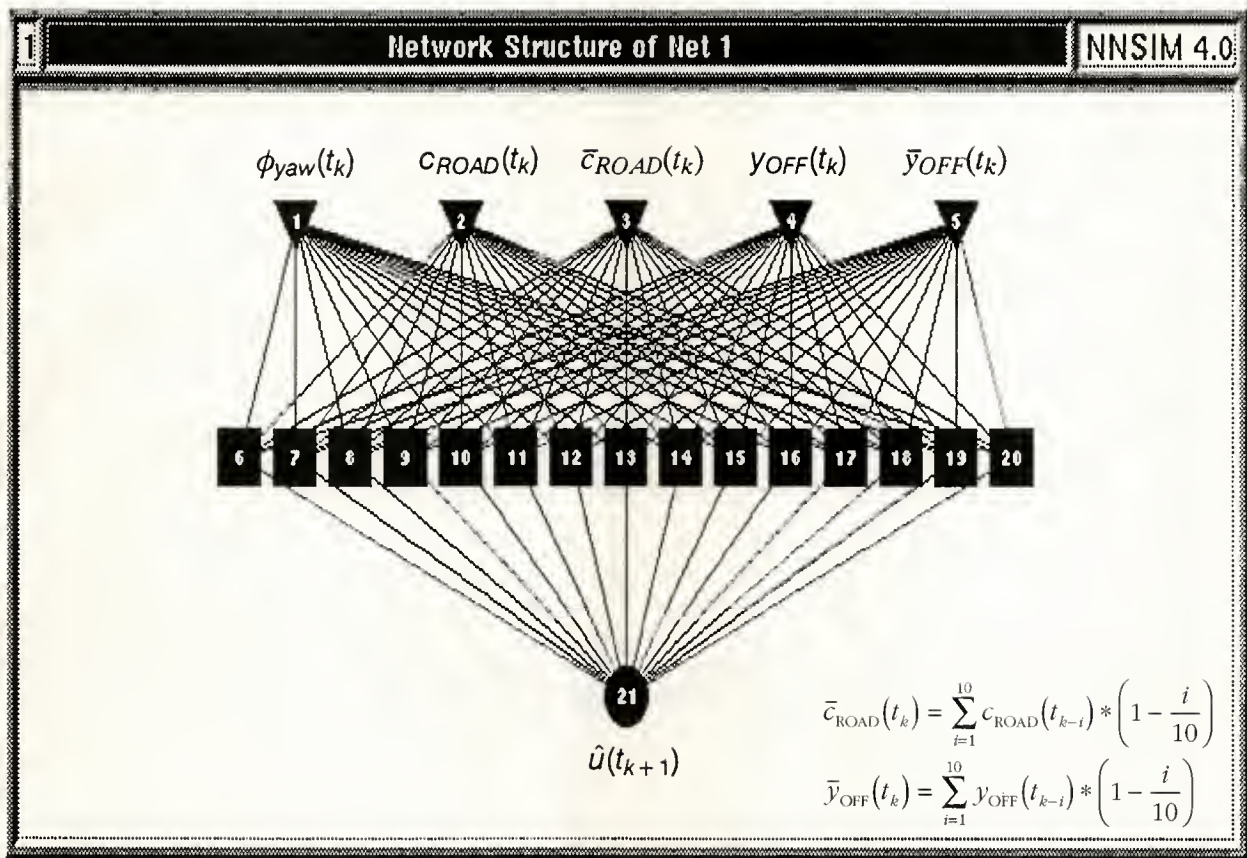 1 Network Structure of Net 1 NNSIM 4.0
ϕyaw(tk) cROAD(tk) c̄ROAD(tk) yOFF(tk) ȳOFF(tk)
1 2 3 4 5
6 7 8 9 10 11 12 13 14 15 16 17 18 19 20
21
û(tk+1)
c̄ROAD(tk) = ∑i=1^10 cROAD(tk−i) * (1 − i/10)
ȳOFF(tk) = ∑i=1^10 yOFF(tk−i) * (1 − i/10)